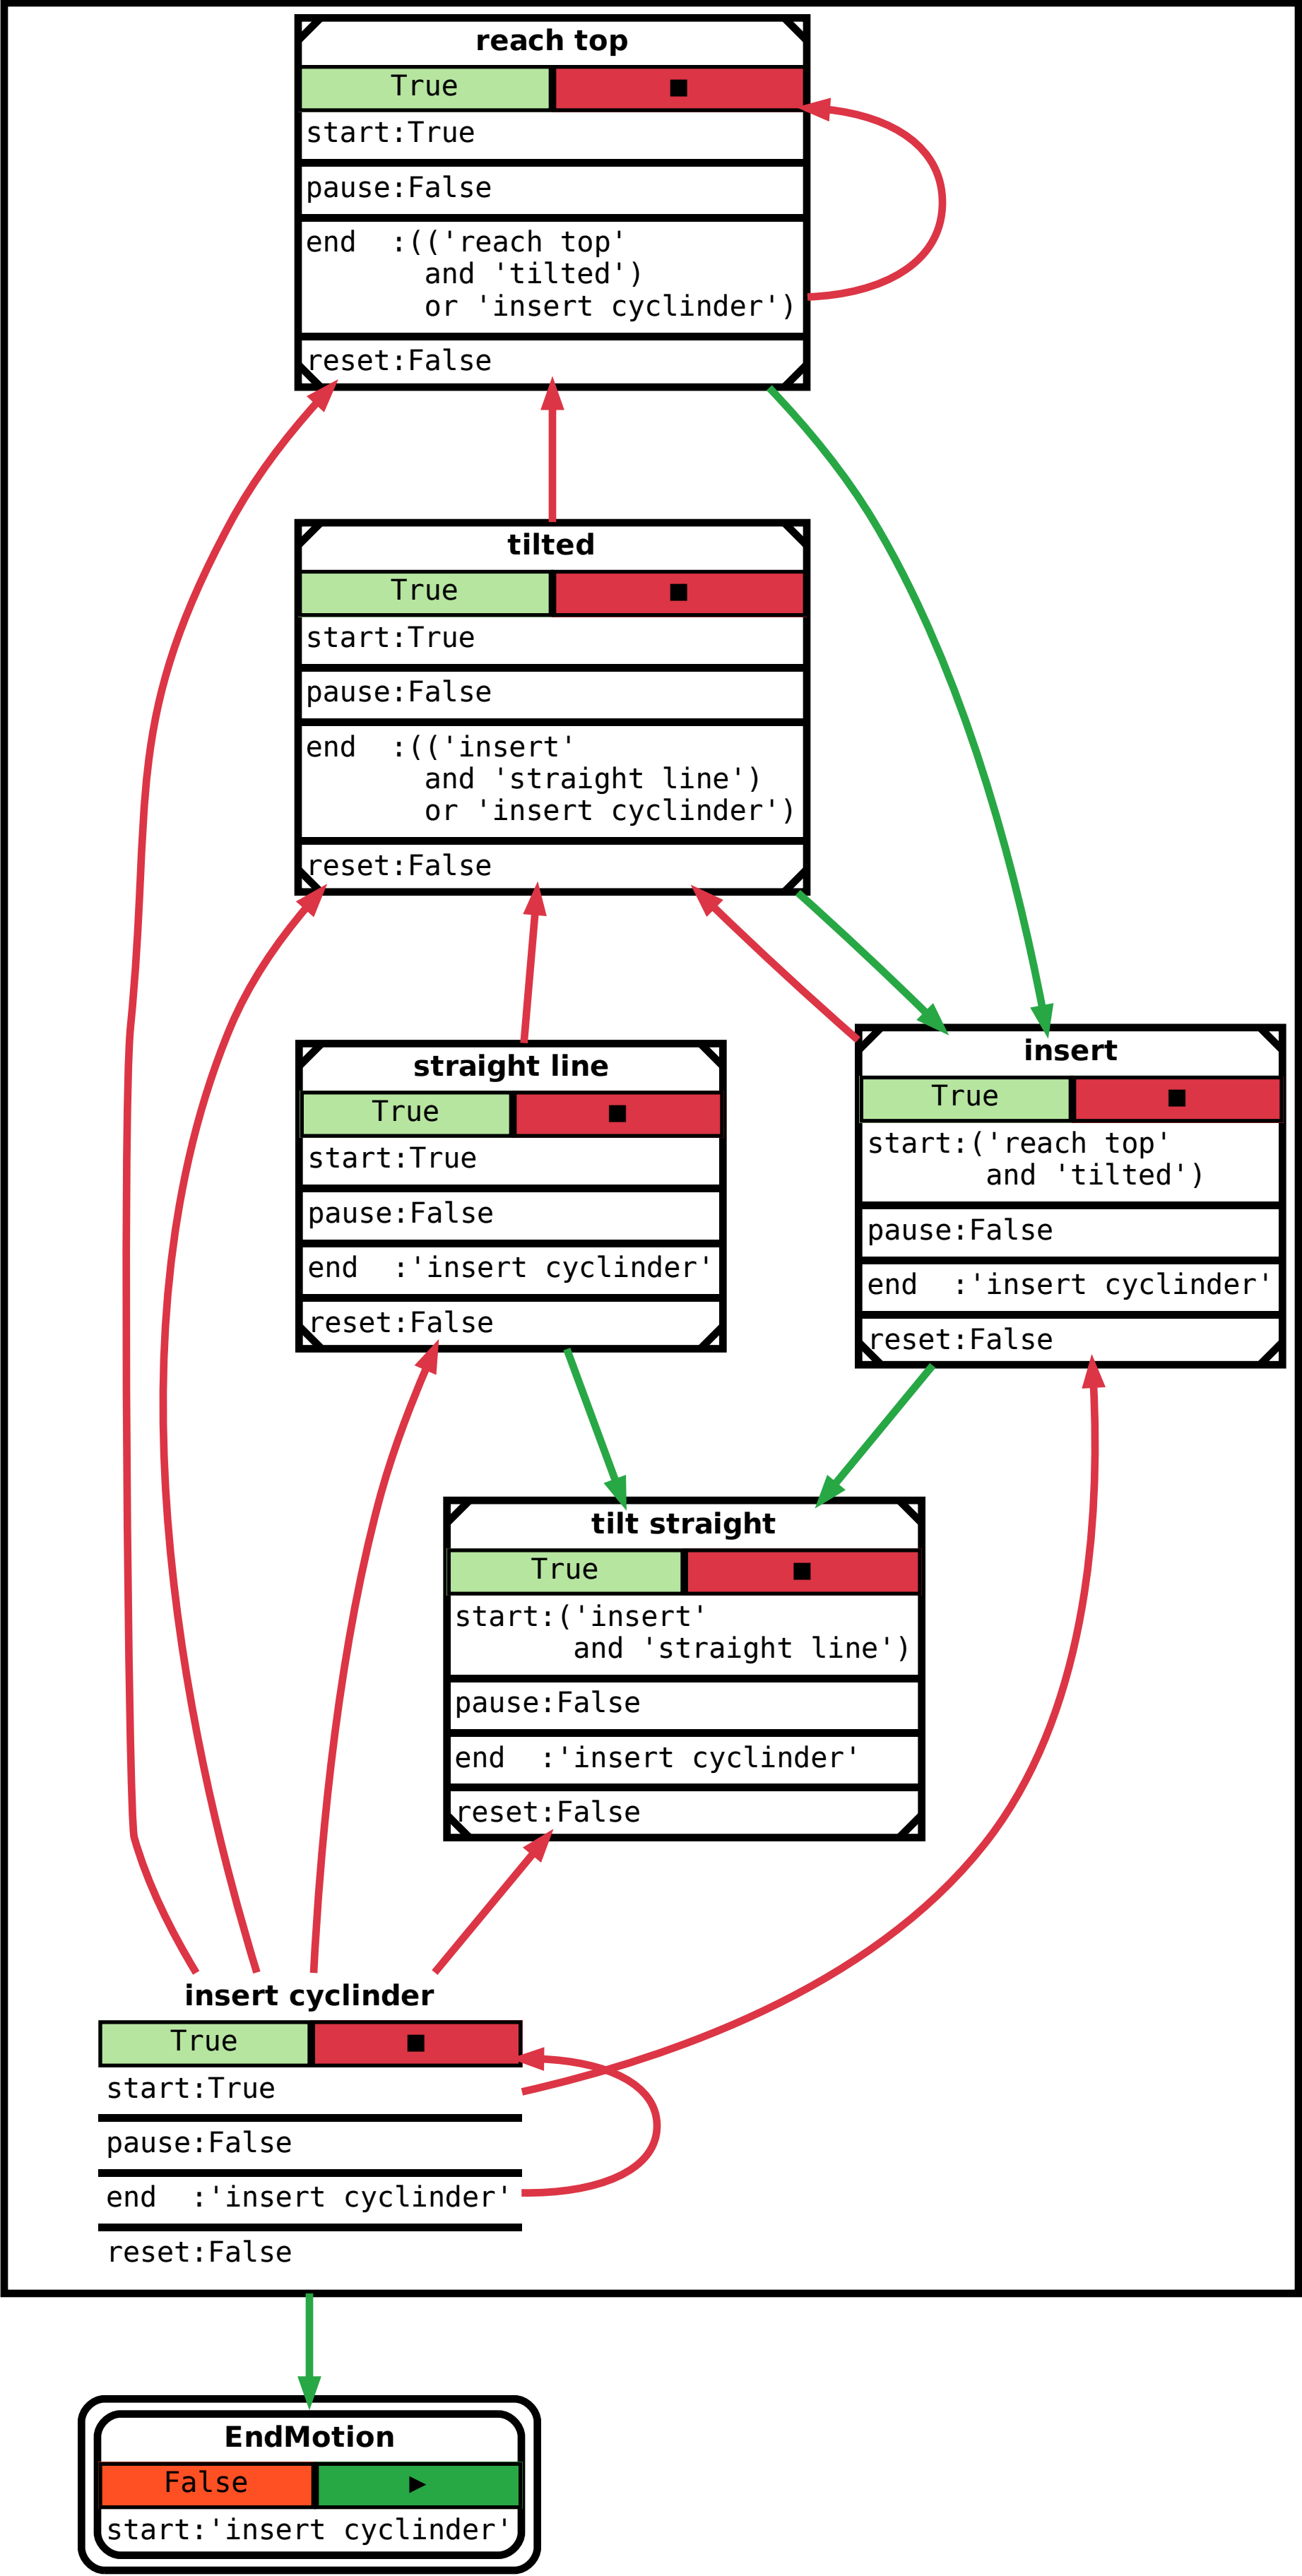 reach top
True ■
start:True
pause:False
end  :(('reach top'
       and 'tilted')
       or 'insert cyclinder')
reset:False
tilted
True ■
start:True
pause:False
end  :(('insert'
       and 'straight line')
       or 'insert cyclinder')
reset:False
straight line
True ■
start:True
pause:False
end  :'insert cyclinder'
reset:False
insert
True ■
start:('reach top'
       and 'tilted')
pause:False
end  :'insert cyclinder'
reset:False
tilt straight
True ■
start:('insert'
       and 'straight line')
pause:False
end  :'insert cyclinder'
reset:False
insert cyclinder
True ■
start:True
pause:False
end  :'insert cyclinder'
reset:False
EndMotion
False ▶
start:'insert cyclinder'